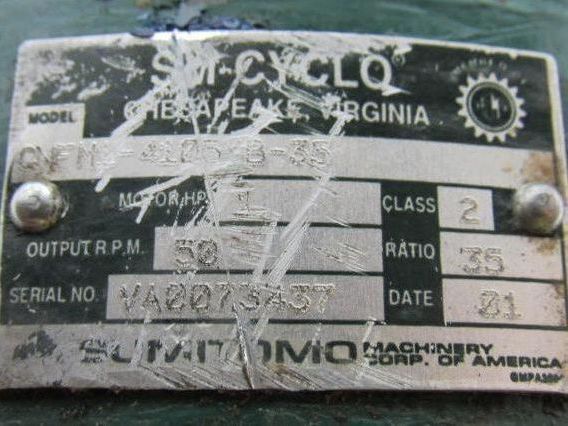 SM-CYCLO
CHESAPEAKE, VIRGINIA
MODEL
MOTOR HP
CLASS 2
OUTPUT R.P.M. 50
RATIO 35
SERIAL NO.
DATE 01
SUMITOMO MACHINERY
CORP. OF AMERICA